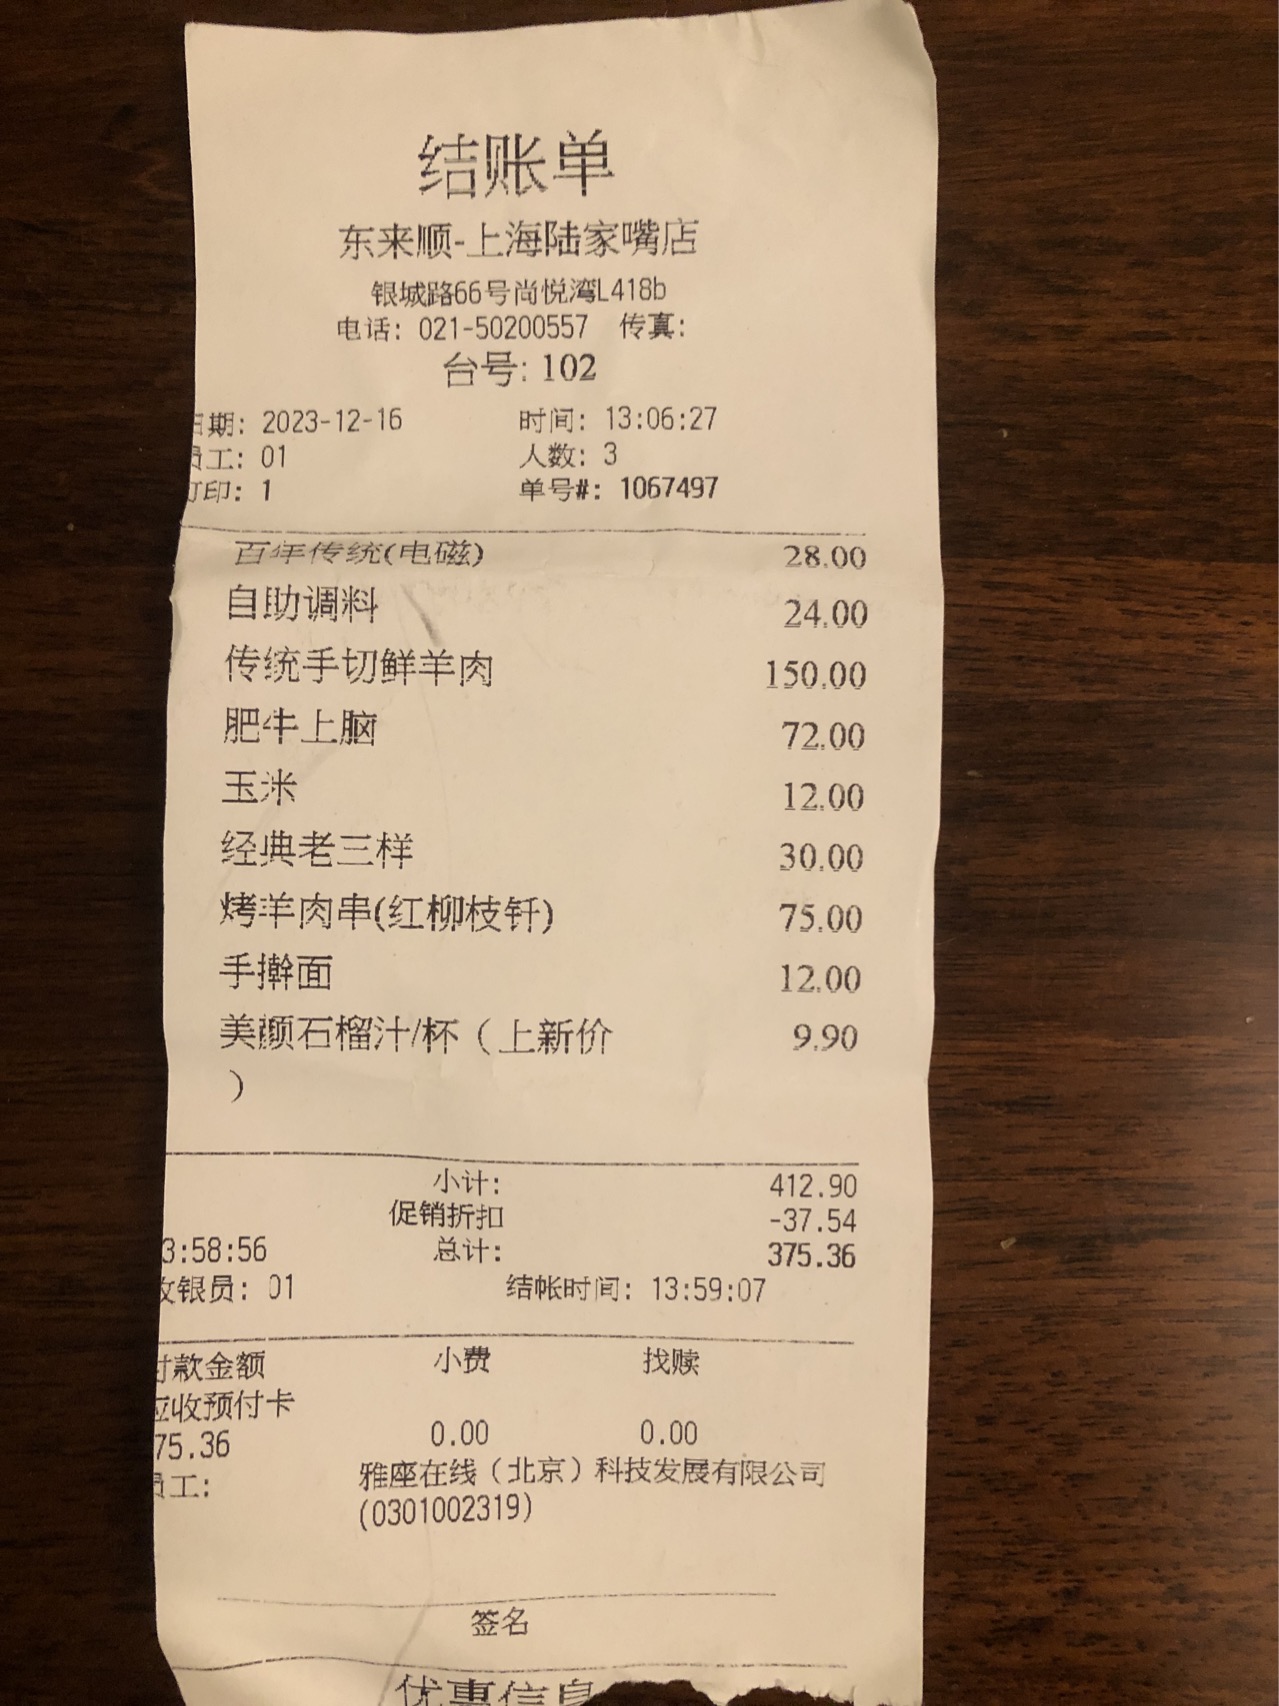 结账单
东来顺-上海陆家嘴店
银城路66号尚悦湾L418b
电话: 021-50200557 传真:
台号: 102
日期: 2023-12-16 时间: 13:06:27
员工: 01 人数: 3
打印: 1 单号#: 1067497
百年传统(电磁) 28.00
自助调料 24.00
传统手切鲜羊肉 150.00
肥牛上脑 72.00
玉米 12.00
经典老三样 30.00
烤羊肉串(红柳枝钎) 75.00
手擀面 12.00
美颜石榴汁/杯（上新价 9.90
）
小计: 412.90
促销折扣 -37.54
3:58:56 总计: 375.36
收银员: 01 结帐时间: 13:59:07
付款金额 小费 找赎
应收预付卡
75.36 0.00 0.00
员工: 雅座在线（北京）科技发展有限公司
(0301002319)
签名
优惠信息